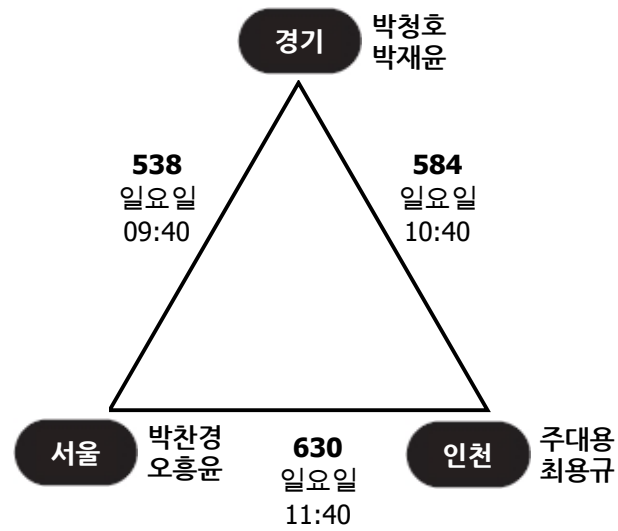 경기
박청호
박재윤
538
일요일
09:40
584
일요일
10:40
서울
박찬경
오흥윤
630
일요일
11:40
인천
주대용
최용규